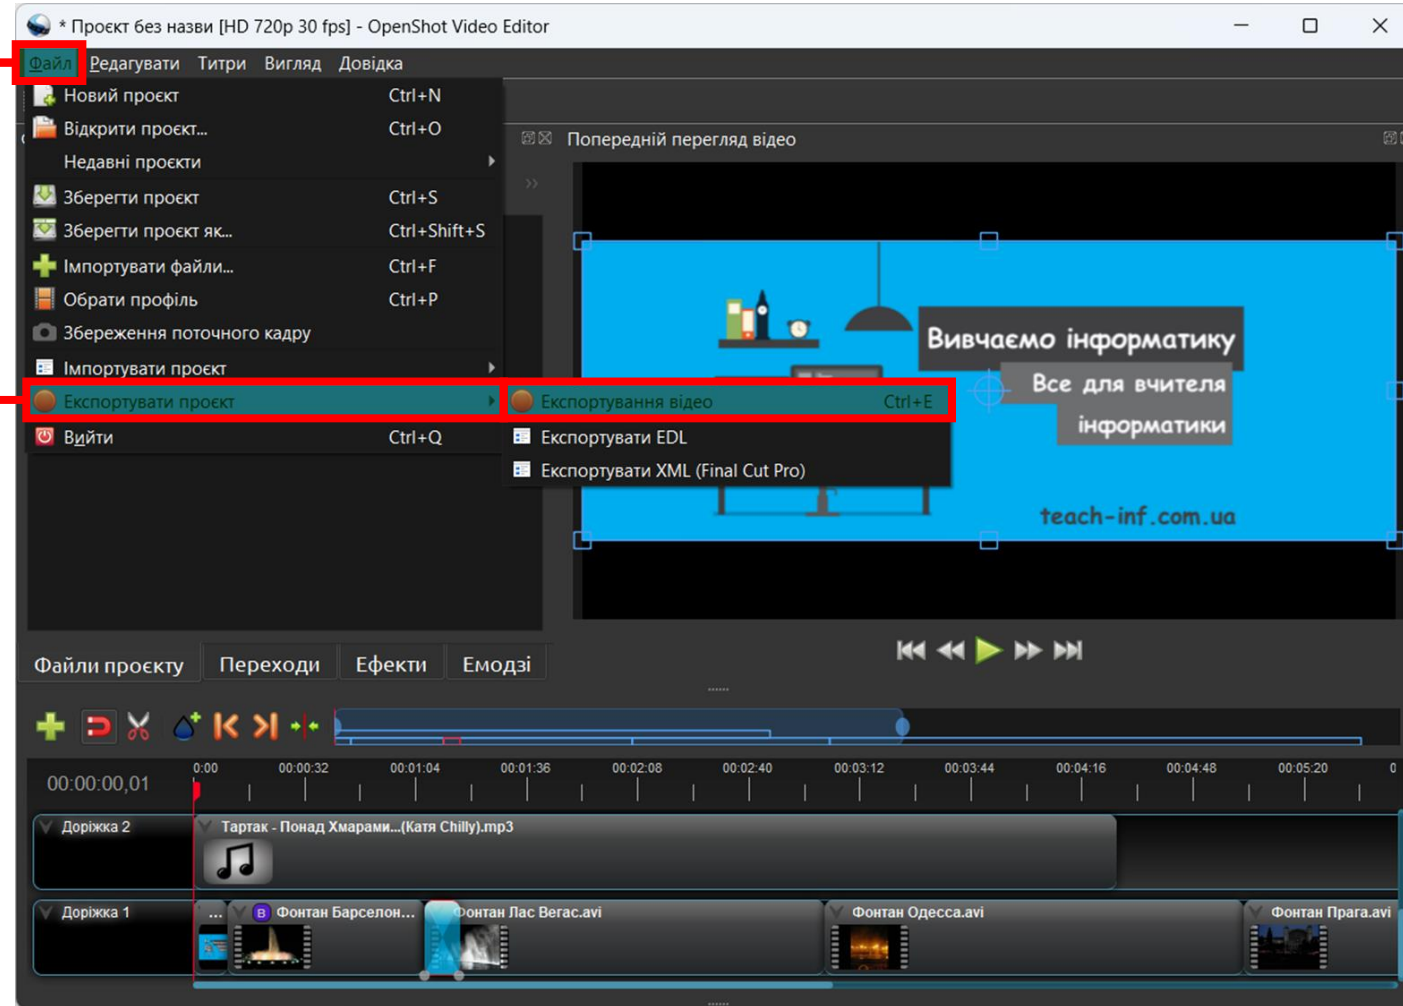 * Проєкт без назви [HD 720p 30 fps] - OpenShot Video Editor
Файл Редагувати Титри Вигляд Довідка
Новий проєкт Ctrl+N
Відкрити проєкт... Ctrl+O
Недавні проєкти
Зберегти проєкт Ctrl+S
Зберегти проєкт як... Ctrl+Shift+S
Імпортувати файли... Ctrl+F
Обрати профіль Ctrl+P
Збереження поточного кадру
Імпортувати проєкт
Експортувати проєкт
Вийти Ctrl+Q
Експортування відео Ctrl+E
Експортувати EDL
Експортувати XML (Final Cut Pro)
Попередній перегляд відео
Вивчаємо інформатику
Все для вчителя
інформатики
teach-inf.com.ua
Файли проєкту Переходи Ефекти Емодзі
00:00:00,01
0:00 00:00:32 00:01:04 00:01:36 00:02:08 00:02:40 00:03:12 00:03:44 00:04:16 00:04:48 00:05:20 0
Доріжка 2 Тартак - Понад Хмарами...(Катя Chilly).mp3
Доріжка 1 ... В Фонтан Барселон... Фонтан Лас Вегас.avi Фонтан Одесса.avi Фонтан Прага.avi